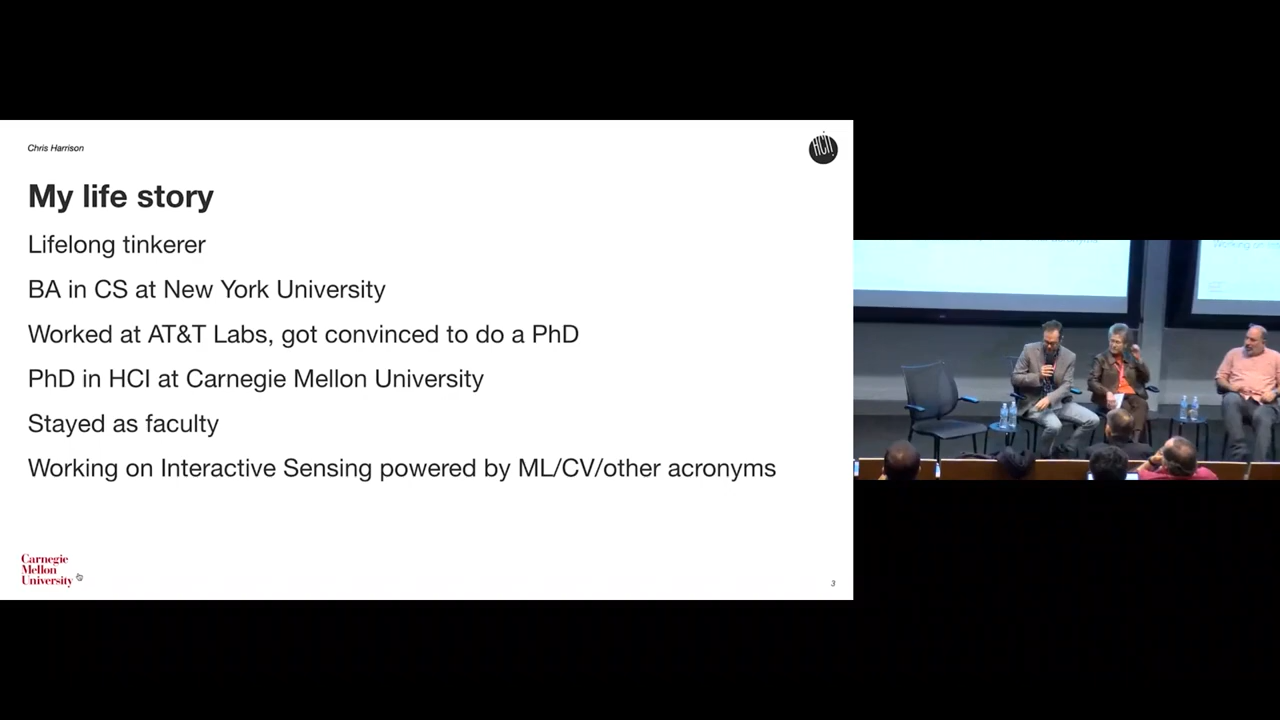 Chris Harrison
HCII
My life story
Lifelong tinkerer
BA in CS at New York University
Worked at AT&T Labs, got convinced to do a PhD
PhD in HCI at Carnegie Mellon University
Stayed as faculty
Working on Interactive Sensing powered by ML/CV/other acronyms
Carnegie
Mellon
University
3